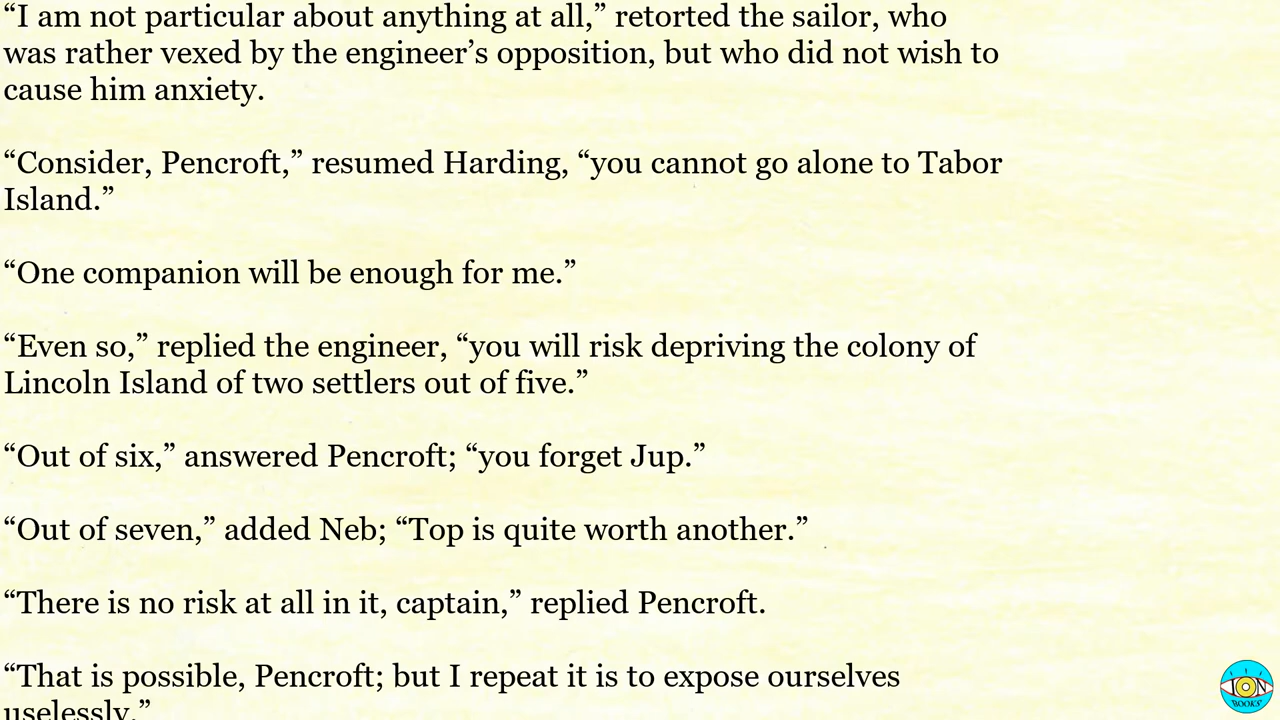 “I am not particular about anything at all,” retorted the sailor, who
was rather vexed by the engineer’s opposition, but who did not wish to
cause him anxiety.
“Consider, Pencroft,” resumed Harding, “you cannot go alone to Tabor
Island.”
“One companion will be enough for me.”
“Even so,” replied the engineer, “you will risk depriving the colony of
Lincoln Island of two settlers out of five.”
“Out of six,” answered Pencroft; “you forget Jup.”
“Out of seven,” added Neb; “Top is quite worth another.”
“There is no risk at all in it, captain,” replied Pencroft.
“That is possible, Pencroft; but I repeat it is to expose ourselves
uselessly.”
ION
BOOKS